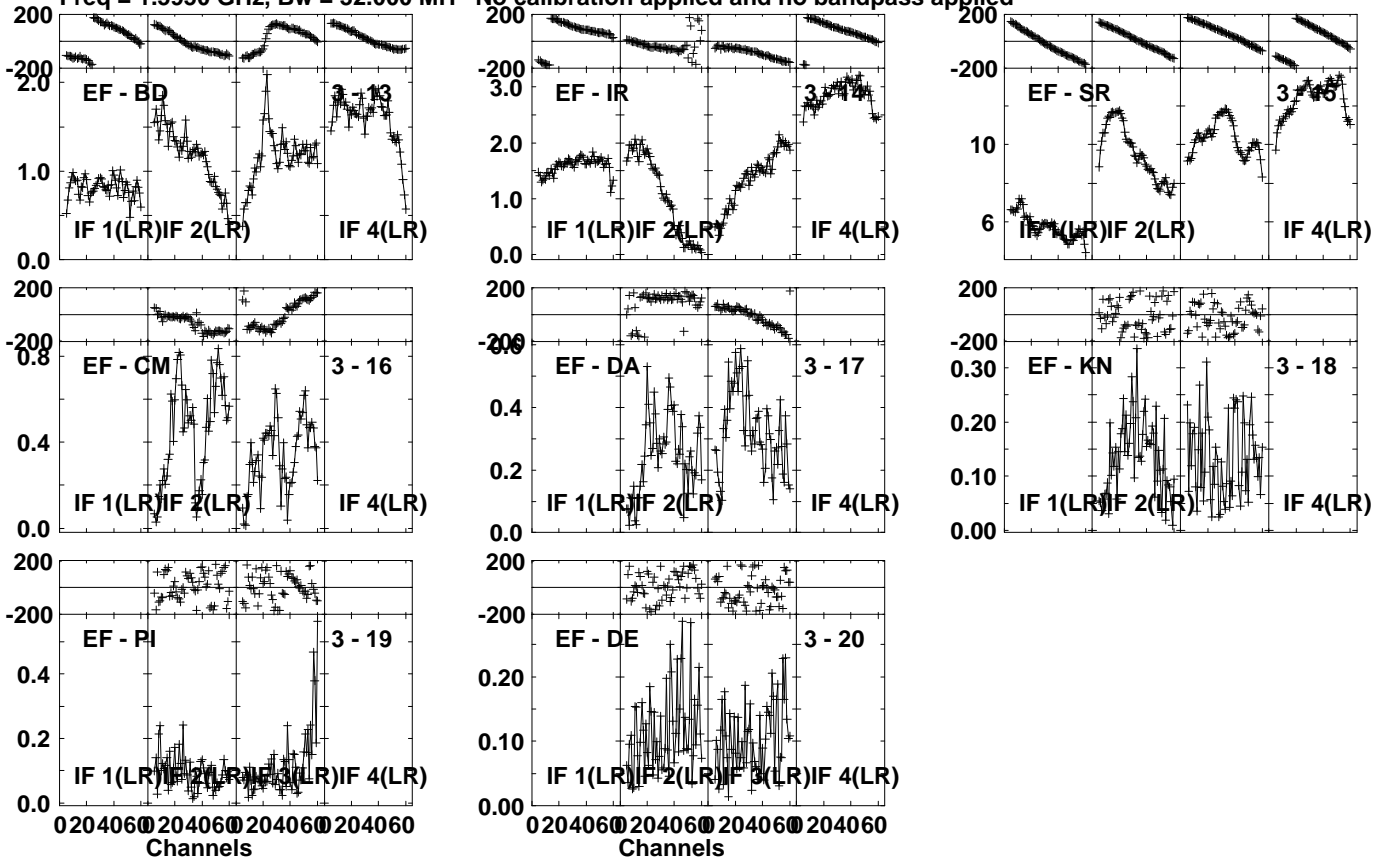 Freq = 1.5990 GHz, Bw = 32.000 MH No calibration applied and no bandpass applied
200
-200
2.0
1.0
0.0
EF - BD
3 - 13
IF 1(LR)
IF 2(LR)
IF 4(LR)
3.0
2.0
1.0
0.0
EF - IR
3 - 14
IF 1(LR)
IF 2(LR)
IF 4(LR)
200
-200
10
6
EF - SR
3 - 15
IF 1(LR)
IF 2(LR)
IF 4(LR)
200
-200
0.8
0.4
0.0
EF - CM
3 - 16
IF 1(LR)
IF 2(LR)
IF 4(LR)
200
-200
0.6
0.4
0.2
0.0
EF - DA
3 - 17
IF 1(LR)
IF 2(LR)
IF 4(LR)
200
-200
0.30
0.20
0.10
0.00
EF - KN
3 - 18
IF 1(LR)
IF 2(LR)
IF 4(LR)
200
-200
0.4
0.2
0.0
EF - PI
3 - 19
IF 1(LR)
IF 2(LR)
IF 3(LR)
IF 4(LR)
0 20 40 60
0 20 40 60
0 20 40 60
0 20 40 60
Channels
200
-200
0.20
0.10
0.00
EF - DE
3 - 20
IF 1(LR)
IF 2(LR)
IF 3(LR)
IF 4(LR)
0 20 40 60
0 20 40 60
0 20 40 60
0 20 40 60
Channels